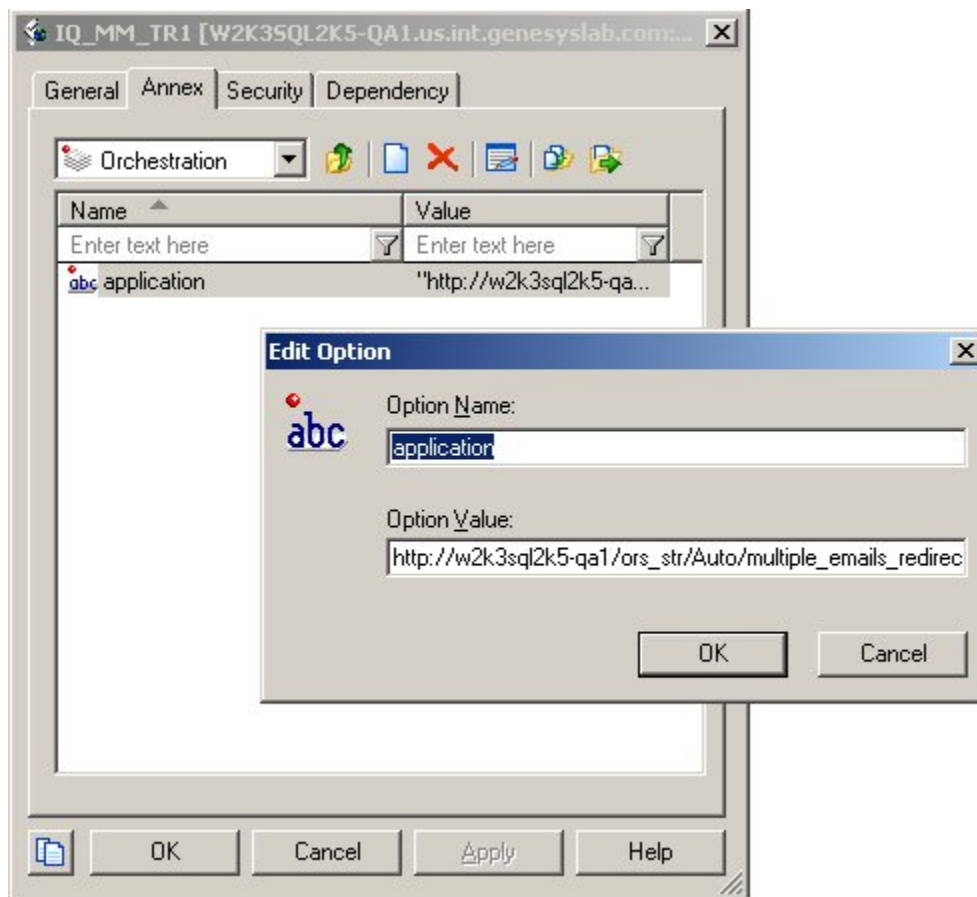 IQ_MM_TR1 [W2K3SQL2K5-QA1.us.int.genesyslab.com:...
General Annex Security Dependency
Orchestration
Name Value
Enter text here Enter text here
abc application "http://w2k3sql2k5-qa...
Edit Option
abc
Option Name:
application
Option Value:
http://w2k3sql2k5-qa1/ors_str/Auto/multiple_emails_redirec
OK Cancel
OK Cancel Apply Help